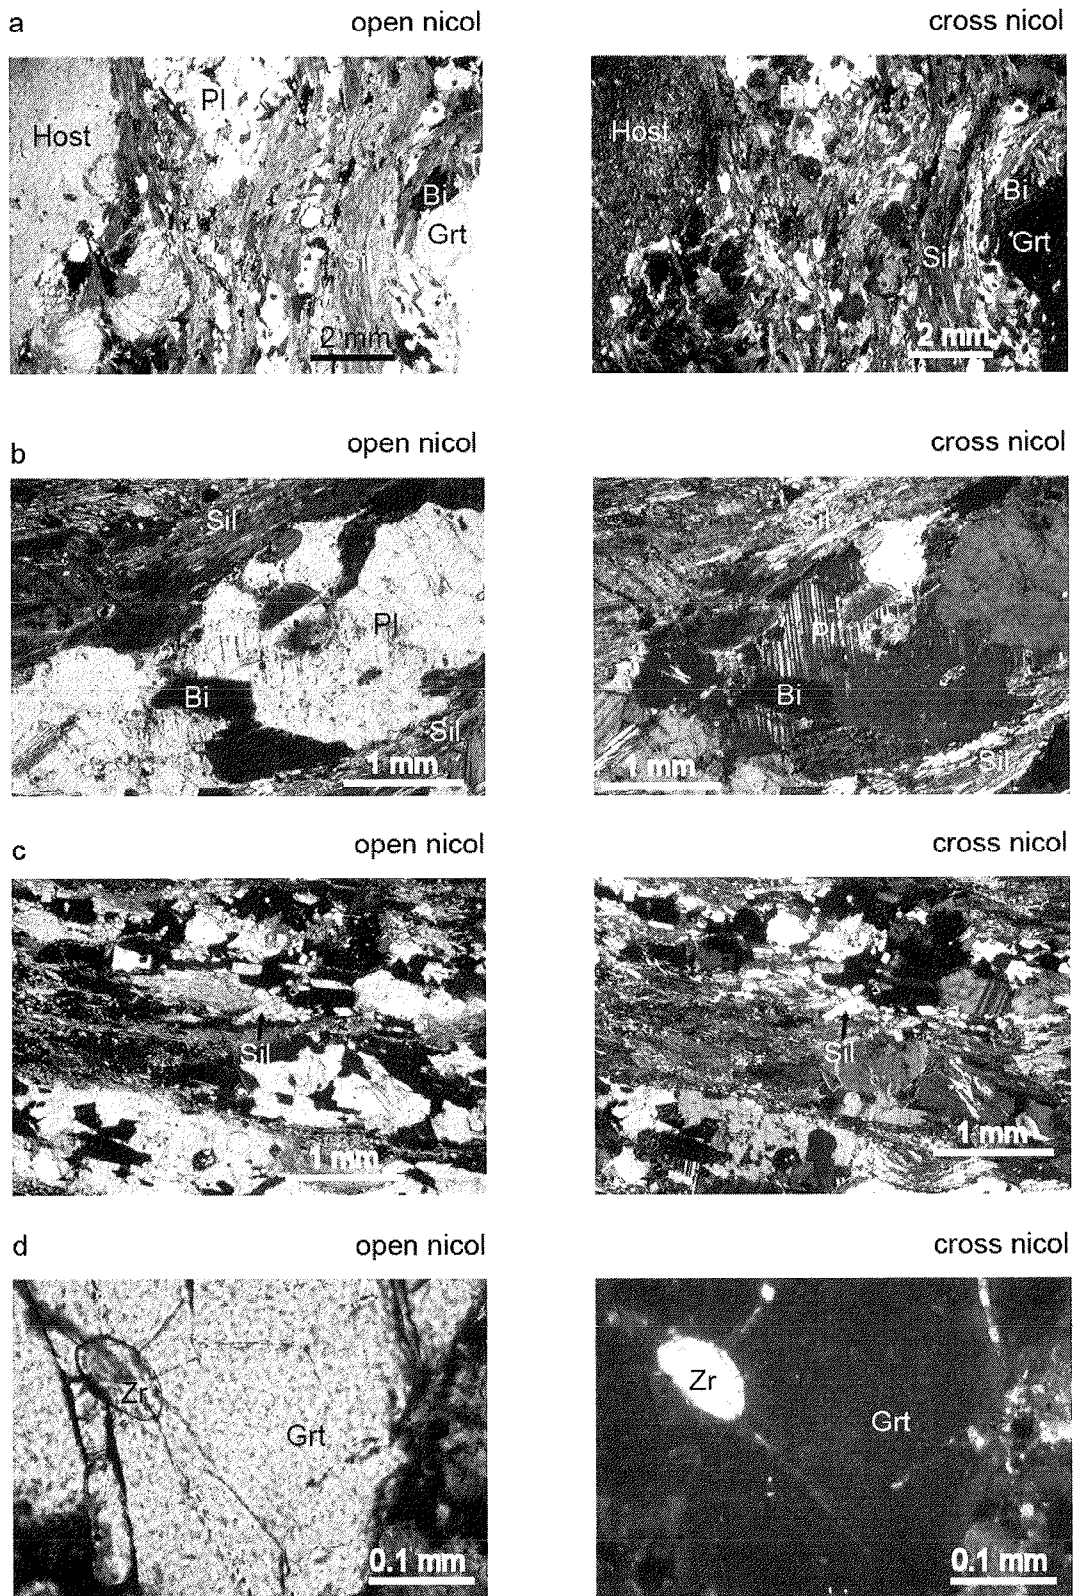 a
open nicol
cross nicol
Host
Pl
Bi
Grt
Sil
2 mm
Host
Pl
Bi
Grt
Sil
2 mm
b
open nicol
cross nicol
Sil
Pl
Bi
Sil
1 mm
Sil
Pl
Bi
Sil
1 mm
c
open nicol
cross nicol
Sil
1 mm
Sil
1 mm
d
open nicol
cross nicol
Zr
Grt
0.1 mm
Zr
Grt
0.1 mm